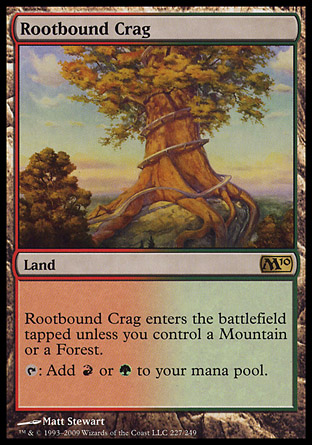 Rootbound Crag
Land
M10
Rootbound Crag enters the battlefield
tapped unless you control a Mountain
or a Forest.
: Add or to your mana pool.
Matt Stewart
™ & © 1993–2009 Wizards of the Coast LLC 227/249